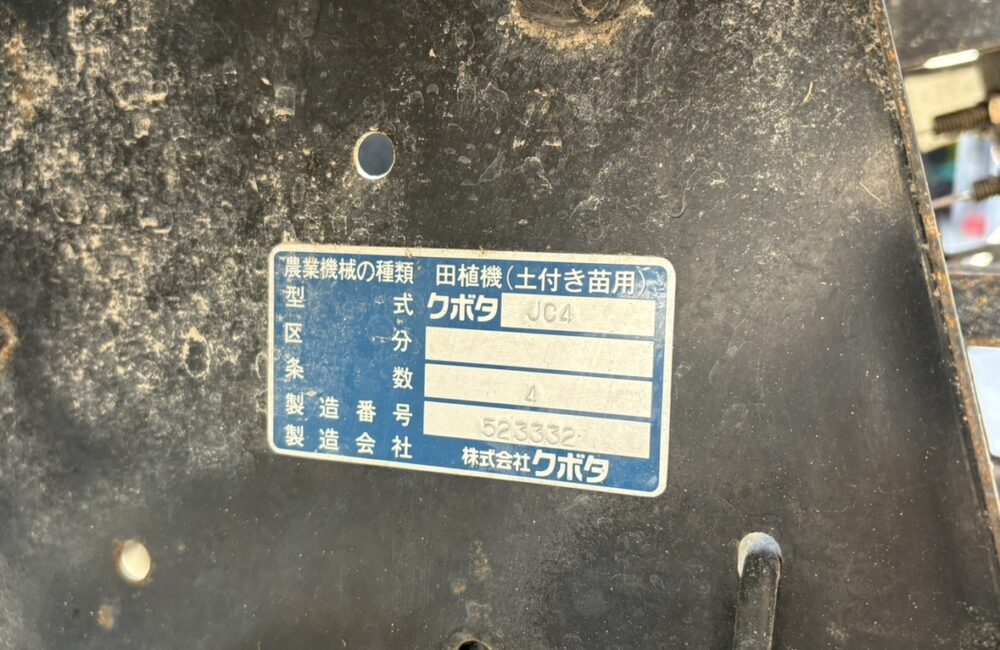 農業機械の種類 田植機(土付き苗用)
型式 クボタ JC4
区分
条数 4
製造番号 523332
製造会社 株式会社クボタ